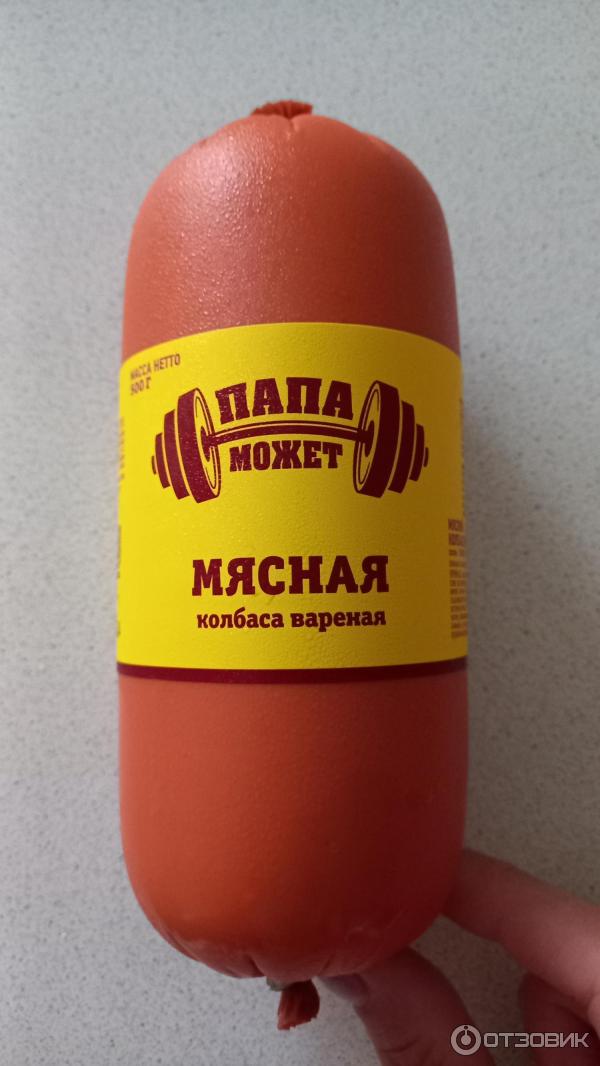 МАССА НЕТТО
500 Г
ПАПА
МОЖЕТ
МЯСНАЯ
колбаса вареная
ОТЗОВИК